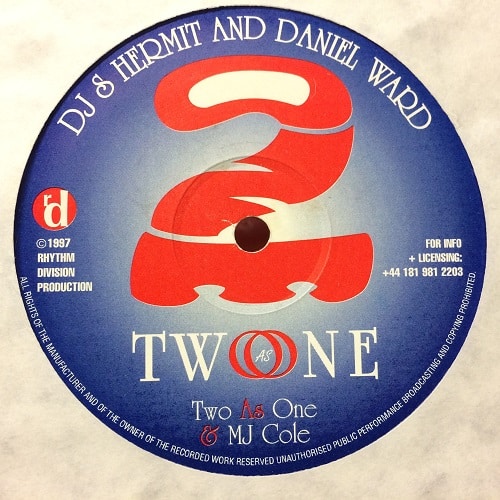 DJ S HERMIT AND DANIEL WARD
2
rd
©1997
RHYTHM
DIVISION
PRODUCTION
FOR INFO
+ LICENSING:
+44 181 981 2203
TWO AS ONE
Two As One
& MJ Cole
ALL RIGHTS OF THE MANUFACTURER AND OF THE OWNER OF THE RECORDED WORK RESERVED UNAUTHORISED PUBLIC PERFORMANCE BROADCASTING AND COPYING PROHIBITED.